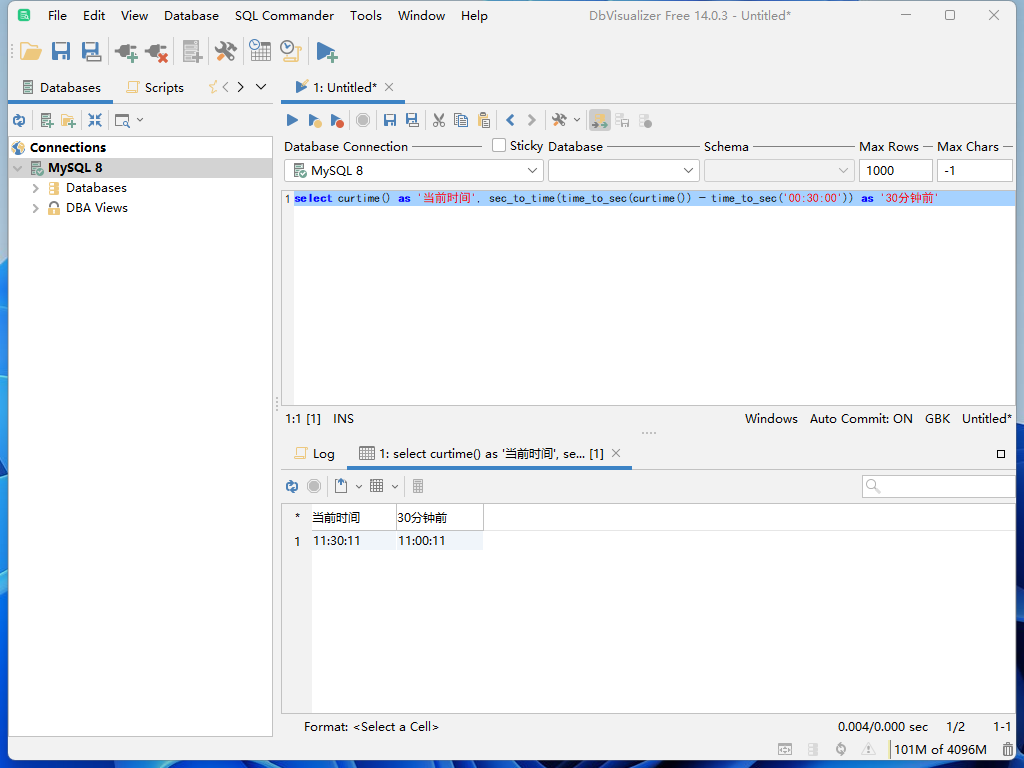 File Edit View Database SQL Commander Tools Window Help DbVisualizer Free 14.0.3 - Untitled*
Databases Scripts 1: Untitled*
Connections
MySQL 8
Databases
DBA Views
Database Connection Sticky Database Schema Max Rows Max Chars
MySQL 8 1000 -1
1 select curtime() as '当前时间', sec_to_time(time_to_sec(curtime()) - time_to_sec('00:30:00')) as '30分钟前'
1:1 [1] INS Windows Auto Commit: ON GBK Untitled*
Log 1: select curtime() as '当前时间', se... [1]
* 当前时间 30分钟前
1 11:30:11 11:00:11
Format: <Select a Cell> 0.004/0.000 sec 1/2 1-1
101M of 4096M